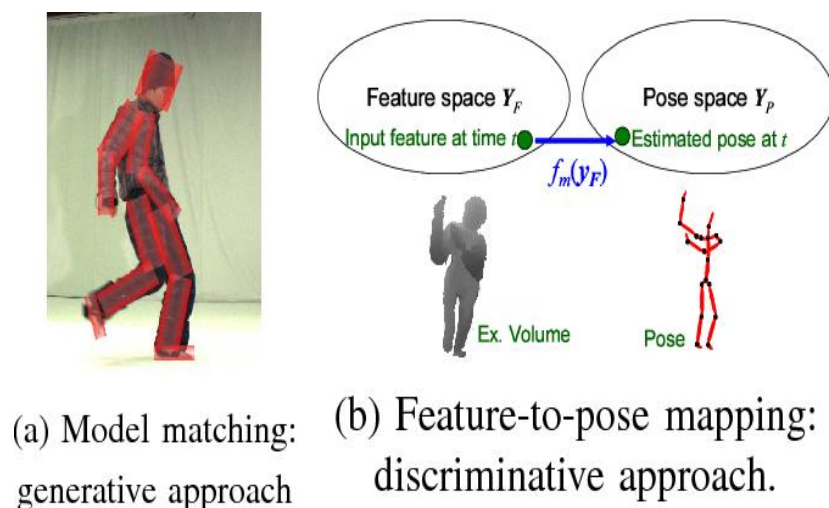 Feature space Y_F
Pose space Y_P
Input feature at time t
Estimated pose at t
f_m(y_F)
Ex. Volume
Pose
(a) Model matching:
generative approach
(b) Feature-to-pose mapping:
discriminative approach.